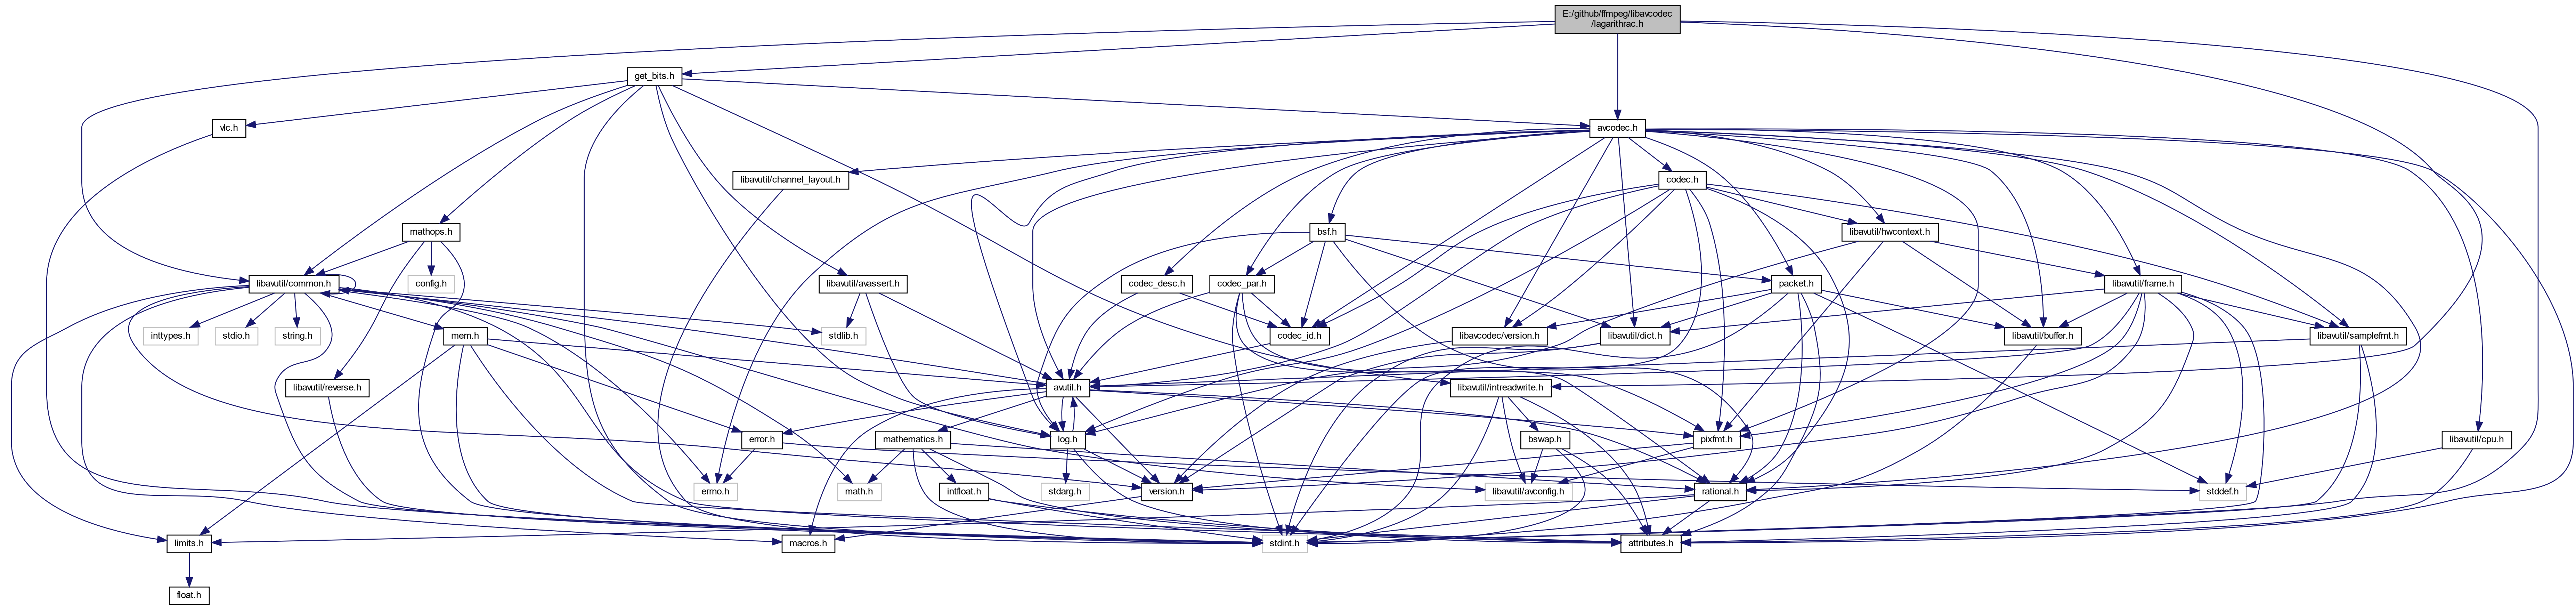 E:/github/ffmpeg/libavcodec
/lagarithrac.h
get_bits.h
vlc.h
avcodec.h
libavutil/channel_layout.h
codec.h
mathops.h
bsf.h
libavutil/hwcontext.h
libavutil/common.h
config.h
libavutil/avassert.h
codec_desc.h
codec_par.h
packet.h
libavutil/frame.h
inttypes.h
stdio.h
string.h
mem.h
stdlib.h
codec_id.h
libavcodec/version.h
libavutil/dict.h
libavutil/buffer.h
libavutil/samplefmt.h
libavutil/reverse.h
avutil.h
libavutil/intreadwrite.h
error.h
mathematics.h
log.h
bswap.h
pixfmt.h
libavutil/cpu.h
errno.h
math.h
intfloat.h
stdarg.h
version.h
libavutil/avconfig.h
rational.h
stddef.h
limits.h
macros.h
stdint.h
attributes.h
float.h